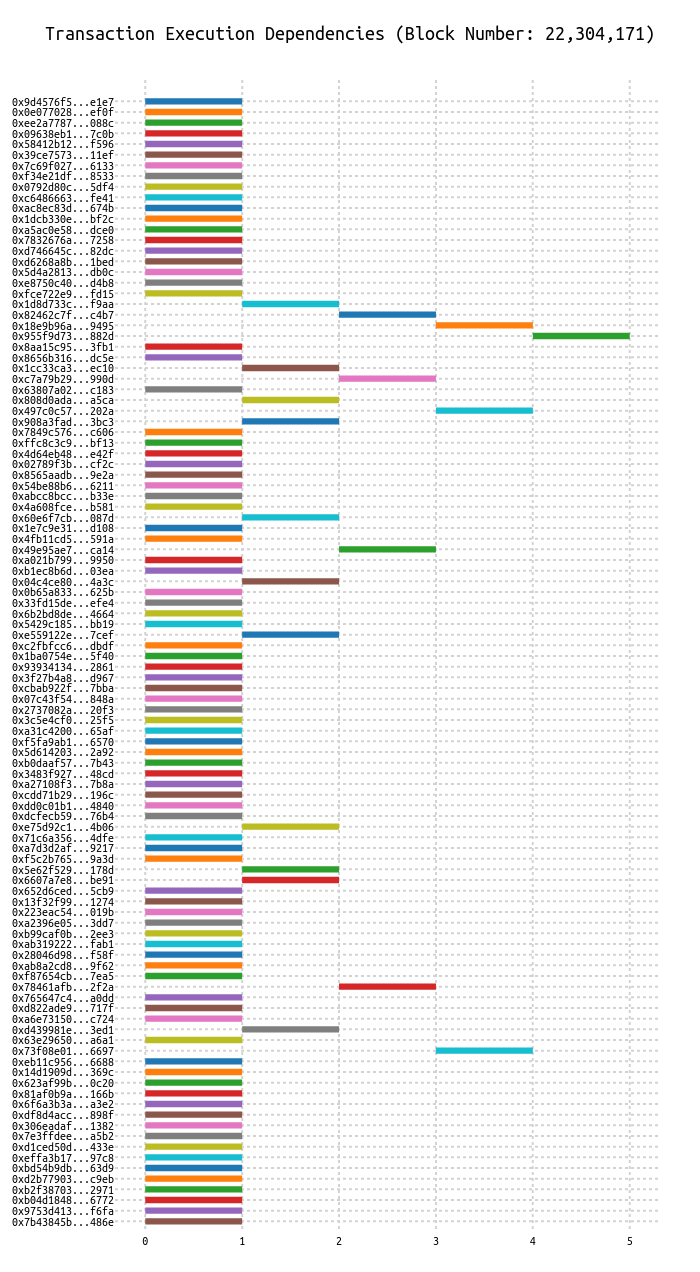 Transaction Execution Dependencies (Block Number: 22,304,171)
0x9d4576f5...e1e7
0x0e077028...ef0f
0xee2a7787...088c
0x09638eb1...7c0b
0x58412b12...f596
0x39ce7573...11ef
0x7c69f027...6133
0xf34e21df...8533
0x0792d80c...5df4
0xc6486663...fe41
0xac8ec83d...674b
0x1dcb330e...bf2c
0xa5ac0e58...dce0
0x7832676a...7258
0xd746645c...82dc
0xd6268a8b...1bed
0x5d4a2813...db0c
0xe8750c40...d4b8
0xfce722e9...fd15
0x1d8d733c...f9aa
0x82462c7f...c4b7
0x18e9b96a...9495
0x955f9d73...882d
0x8aa15c95...3fb1
0x8656b316...dc5e
0x1cc33ca3...ec10
0xc7a79b29...990d
0x63807a02...c183
0x808d0ada...a5ca
0x497c0c57...202a
0x908a3fad...3bc3
0x7849c576...c606
0xffc8c3c9...bf13
0x4d64eb48...e42f
0x02789f3b...cf2c
0x8565aadb...9e2a
0x54be88b6...6211
0xabcc8bcc...b33e
0x4a608fce...b581
0x60e6f7cb...087d
0x1e7c9e31...d108
0x4fb11cd5...591a
0x49e95ae7...ca14
0xa021b799...9950
0xb1ec8b6d...03ea
0x04c4ce80...4a3c
0x0b65a833...625b
0x33fd15de...efe4
0x6b2bd8de...4664
0x5429c185...bb19
0xe559122e...7cef
0xc2fbfcc6...dbdf
0x1ba0754e...5f40
0x93934134...2861
0x3f27b4a8...d967
0xcbab922f...7bba
0x07c43f54...848a
0x2737082a...20f3
0x3c5e4cf0...25f5
0xa31c4200...65af
0xf5fa9ab1...6570
0x5d614203...2a92
0xb0daaf57...7b43
0x3483f927...48cd
0xa27108f3...7b8a
0xcdd71b29...196c
0xdd0c01b1...4840
0xdcfecb59...76b4
0xe75d92c1...4b06
0x71c6a356...4dfe
0xa7d3d2af...9217
0xf5c2b765...9a3d
0x5e62f529...178d
0x6607a7e8...be91
0x652d6ced...5cb9
0x13f32f99...1274
0x223eac54...019b
0xa2396e05...3dd7
0xb99caf0b...2ee3
0xab319222...fab1
0x28046d98...f58f
0xab8a2cd8...9f62
0xf87654cb...7ea5
0x78461afb...2f2a
0x765647c4...a0dd
0xd822ade9...717f
0xa6e73150...c724
0xd439981e...3ed1
0x63e29650...a6a1
0x73f08e01...6697
0xeb11c956...6688
0x14d1909d...369c
0x623af99b...0c20
0x81af0b9a...166b
0x6f6a3b3a...a3e2
0xdf8d4acc...898f
0x306eadaf...1382
0x7e3ffdee...a5b2
0xd1ced50d...433e
0xeffa3b17...97c8
0xbd54b9db...63d9
0xd2b77903...c9eb
0xb2f38703...2971
0xb04d1848...6772
0x9753d413...f6fa
0x7b43845b...486e
0 1 2 3 4 5